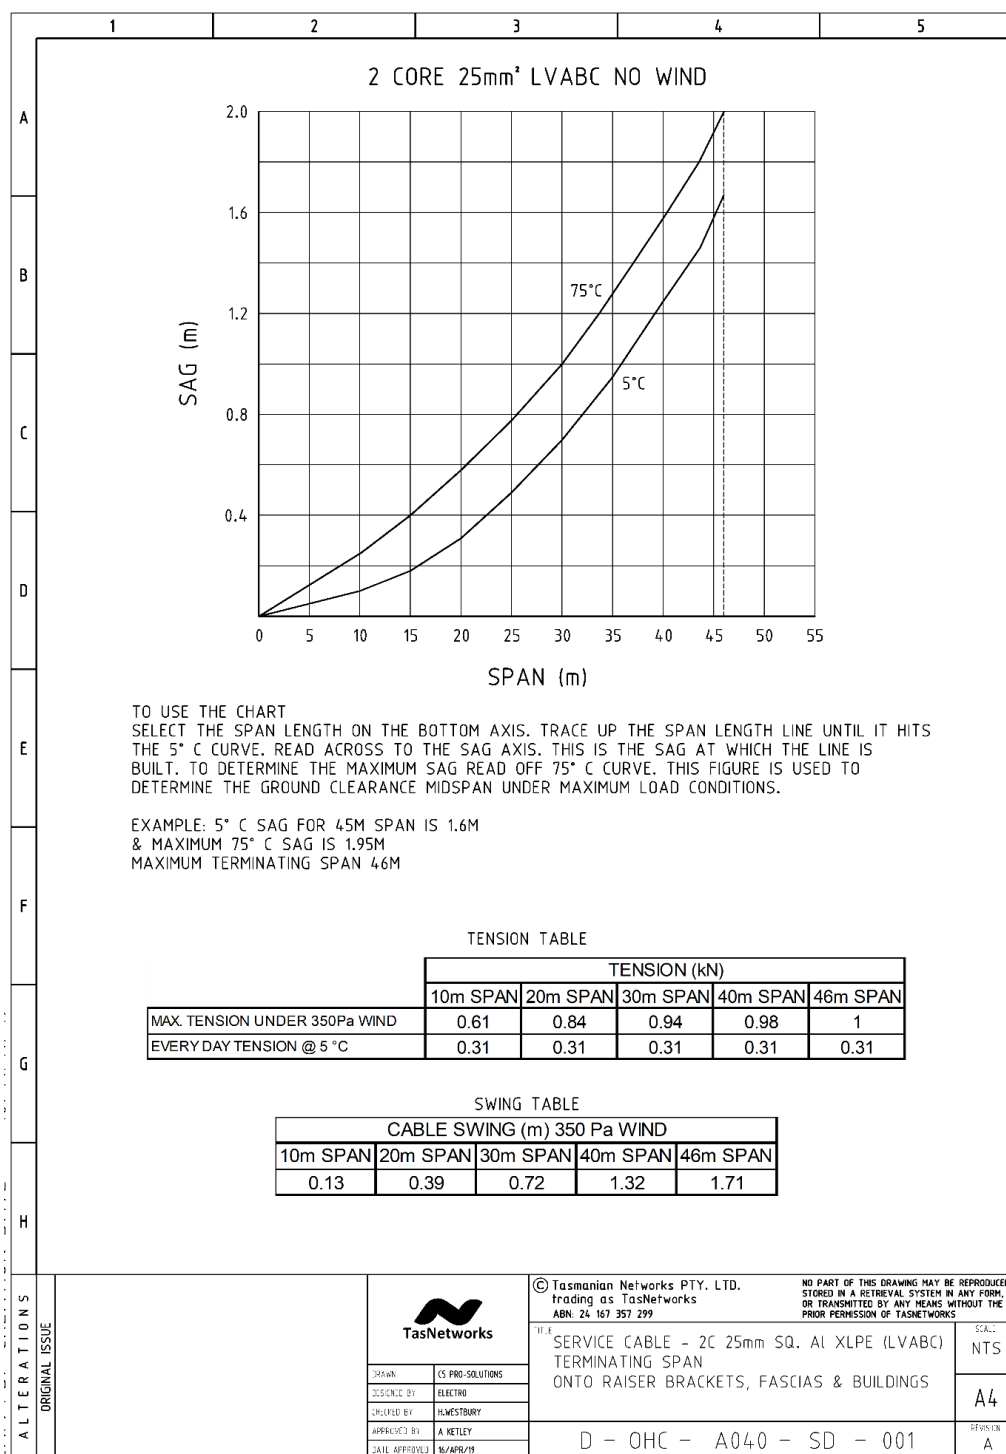 1 2 3 4 5
2 CORE 25mm² LVABC NO WIND
A
B
C
D
E
F
G
H
2.0
1.6
1.2
0.8
0.4
SAG (m)
75°C
5°C
0 5 10 15 20 25 30 35 40 45 50 55
SPAN (m)
TO USE THE CHART
SELECT THE SPAN LENGTH ON THE BOTTOM AXIS. TRACE UP THE SPAN LENGTH LINE UNTIL IT HITS
THE 5° C CURVE. READ ACROSS TO THE SAG AXIS. THIS IS THE SAG AT WHICH THE LINE IS
BUILT. TO DETERMINE THE MAXIMUM SAG READ OFF 75° C CURVE. THIS FIGURE IS USED TO
DETERMINE THE GROUND CLEARANCE MIDSPAN UNDER MAXIMUM LOAD CONDITIONS.
EXAMPLE: 5° C SAG FOR 45M SPAN IS 1.6M
& MAXIMUM 75° C SAG IS 1.95M
MAXIMUM TERMINATING SPAN 46M
TENSION TABLE
TENSION (kN)
10m SPAN 20m SPAN 30m SPAN 40m SPAN 46m SPAN
MAX. TENSION UNDER 350Pa WIND 0.61 0.84 0.94 0.98 1
EVERY DAY TENSION @ 5 °C 0.31 0.31 0.31 0.31 0.31
SWING TABLE
CABLE SWING (m) 350 Pa WIND
10m SPAN 20m SPAN 30m SPAN 40m SPAN 46m SPAN
0.13 0.39 0.72 1.32 1.71
ALTERATIONS
ORIGINAL ISSUE
TasNetworks
DRAWN CS PRO-SOLUTIONS
DESIGNED BY ELECTRO
CHECKED BY H.WESTBURY
APPROVED BY A KETLEY
DATE APPROVED 16/APR/19
© Tasmanian Networks PTY. LTD.
trading as TasNetworks
ABN: 24 167 357 299
NO PART OF THIS DRAWING MAY BE REPRODUCED
STORED IN A RETRIEVAL SYSTEM IN ANY FORM,
OR TRANSMITTED BY ANY MEANS WITHOUT THE
PRIOR PERMISSION OF TASNETWORKS
TITLE
SERVICE CABLE - 2C 25mm SQ. Al XLPE (LVABC)
TERMINATING SPAN
ONTO RAISER BRACKETS, FASCIAS & BUILDINGS
SCALE
NTS
A4
D - OHC - A040 - SD - 001
REVISION
A